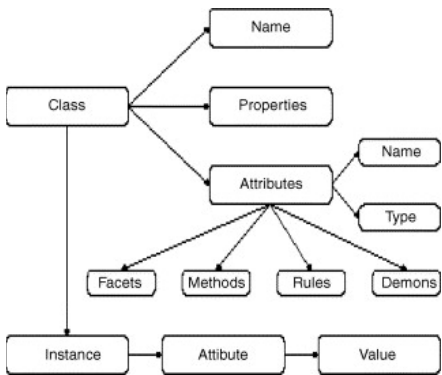 Name
Class
Properties
Name
Attributes
Type
Facets
Methods
Rules
Demons
Instance
Attibute
Value